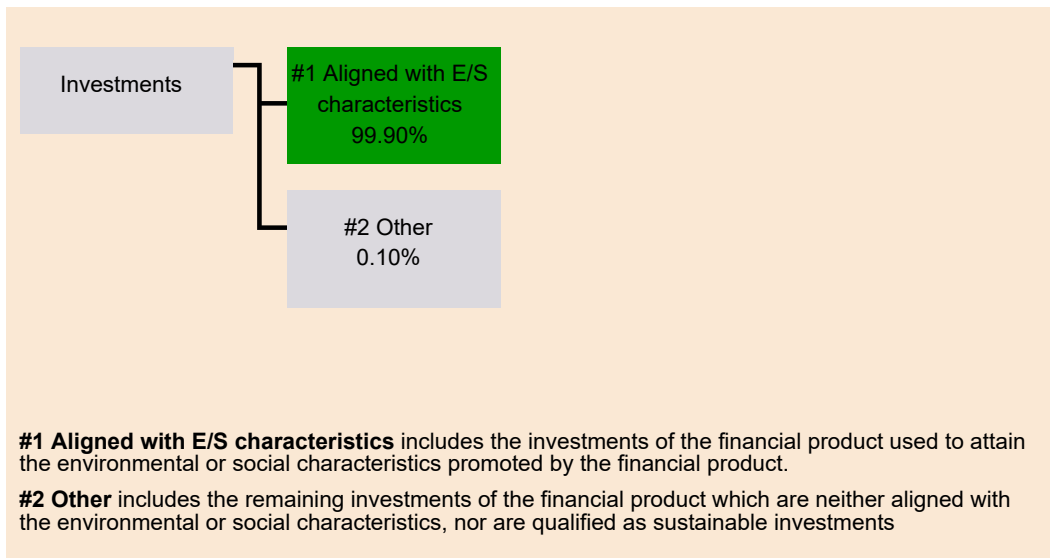 Investments
#1 Aligned with E/S
characteristics
99.90%
#2 Other
0.10%
#1 Aligned with E/S characteristics includes the investments of the financial product used to attain
the environmental or social characteristics promoted by the financial product.
#2 Other includes the remaining investments of the financial product which are neither aligned with
the environmental or social characteristics, nor are qualified as sustainable investments